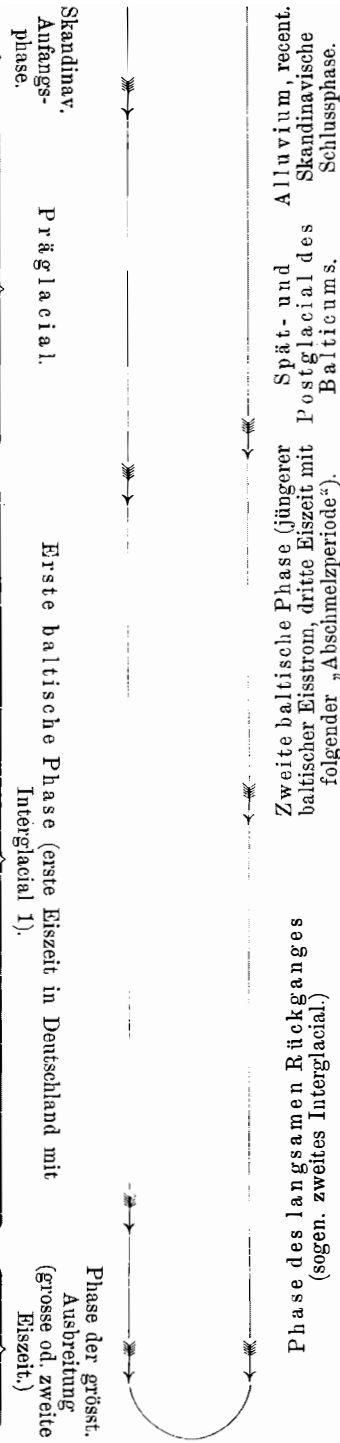 Alluvium, recent.
Skandinavische
Schlussphase.
Spät- und
Postglacial des
Balticums.
Zweite baltische Phase (jüngerer
baltischer Eisstrom, dritte Eiszeit mit
folgender „Abschmelzperiode“).
Phase des langsamen Rückganges
(sogen. zweites Interglacial.)
Skandinav.
Anfangs-
phase.
Präglacial.
Erste baltische Phase (erste Eiszeit in Deutschland mit
Interglacial 1).
Phase der grösst.
Ausbreitung
(grosse od. zweite
Eiszeit.)